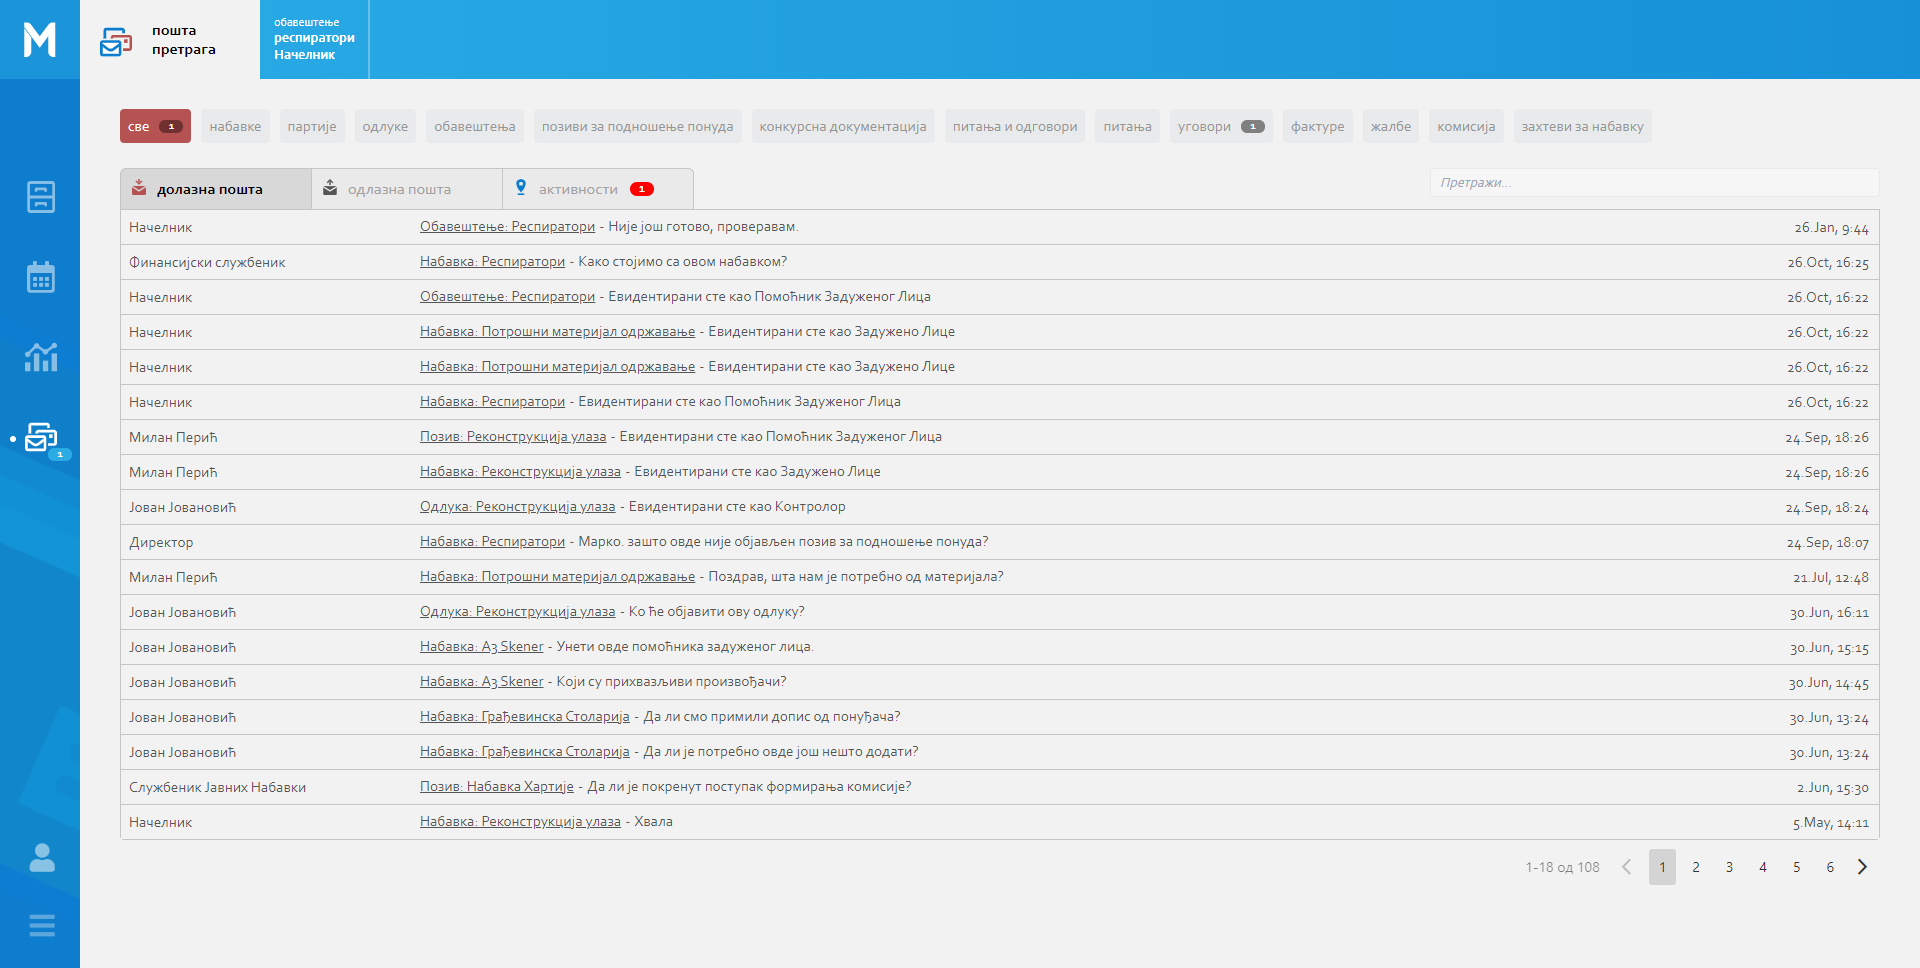 M
пошта
претрага
обавештење
респиратори
Начелник
све 1
набавке
партије
одлуке
обавештења
позиви за подношење понуда
конкурсна документација
питања и одговори
питања
уговори 1
фактуре
жалбе
комисија
захтеви за набавку
долазна пошта
одлазна пошта
активности 1
Претражи...
Начелник Обавештење: Респиратори - Није још готово, проверавам. 26.Jan, 9:44
Финансијски службеник Набавка: Респиратори - Како стојимо са овом набавком? 26.Oct, 16:25
Начелник Обавештење: Респиратори - Евидентирани сте као Помоћник Задуженог Лица 26.Oct, 16:22
Начелник Набавка: Потрошни материјал одржавање - Евидентирани сте као Задужено Лице 26.Oct, 16:22
Начелник Набавка: Потрошни материјал одржавање - Евидентирани сте као Задужено Лице 26.Oct, 16:22
Начелник Набавка: Респиратори - Евидентирани сте као Помоћник Задуженог Лица 26.Oct, 16:22
Милан Перић Позив: Реконструкција улаза - Евидентирани сте као Помоћник Задуженог Лица 24.Sep, 18:26
Милан Перић Набавка: Реконструкција улаза - Евидентирани сте као Задужено Лице 24.Sep, 18:26
Јован Јовановић Одлука: Реконструкција улаза - Евидентирани сте као Контролор 24.Sep, 18:24
Директор Набавка: Респиратори - Марко. зашто овде није објављен позив за подношење понуда? 24.Sep, 18:07
Милан Перић Набавка: Потрошни материјал одржавање - Поздрав, шта нам је потребно од материјала? 21.Jul, 12:48
Јован Јовановић Одлука: Реконструкција улаза - Ко ће објавити ову одлуку? 30.Jun, 16:11
Јован Јовановић Набавка: A3 Skener - Унети овде помоћника задуженог лица. 30.Jun, 15:15
Јован Јовановић Набавка: A3 Skener - Који су прихвазљиви произвођачи? 30.Jun, 14:45
Јован Јовановић Набавка: Грађевинска Столарија - Да ли смо примили допис од понуђача? 30.Jun, 13:24
Јован Јовановић Набавка: Грађевинска Столарија - Да ли је потребно овде још нешто додати? 30.Jun, 13:24
Службеник Јавних Набавки Позив: Набавка Хартије - Да ли је покренут поступак формирања комисије? 2.Jun, 15:30
Начелник Набавка: Реконструкција улаза - Хвала 5.May, 14:11
1
1-18 од 108 1 2 3 4 5 6